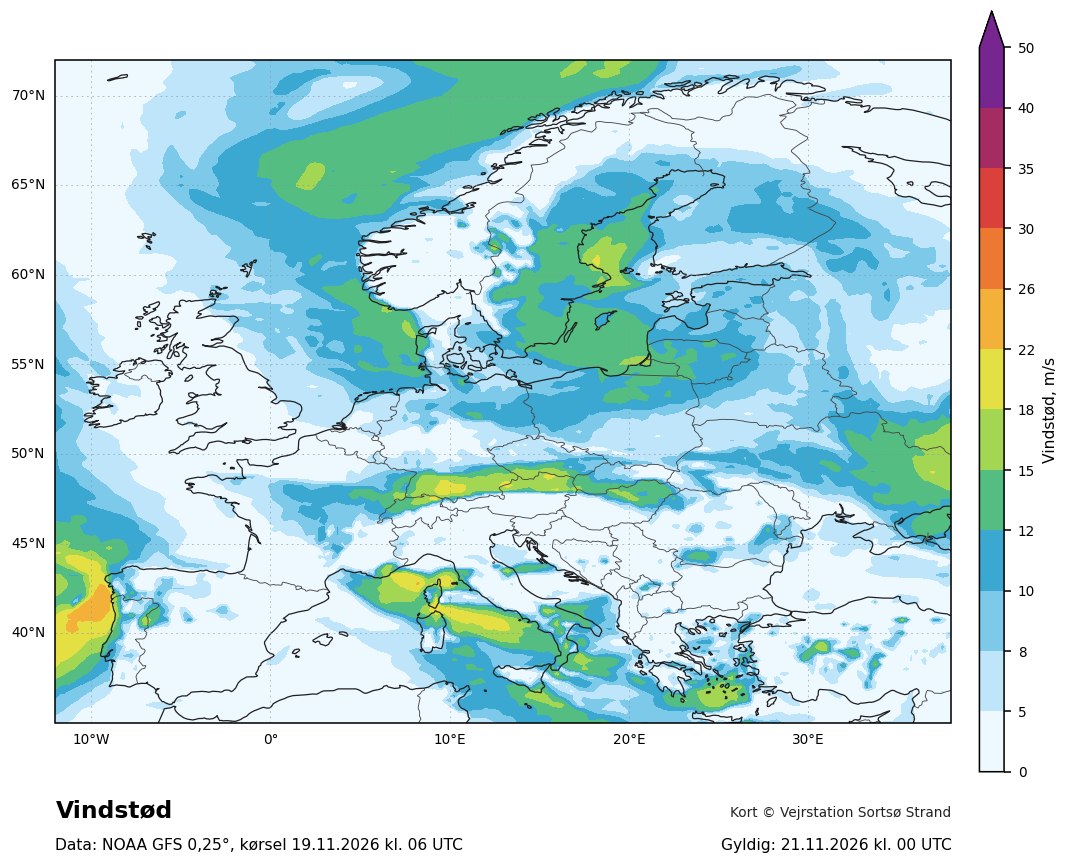 70°N
65°N
60°N
55°N
50°N
45°N
40°N
10°W
0°
10°E
20°E
30°E
50
40
35
30
26
22
18
15
12
10
8
5
0
Vindstød, m/s
Vindstød
Kort © Vejrstation Sortsø Strand
Data: NOAA GFS 0,25°, kørsel 19.11.2026 kl. 06 UTC
Gyldig: 21.11.2026 kl. 00 UTC